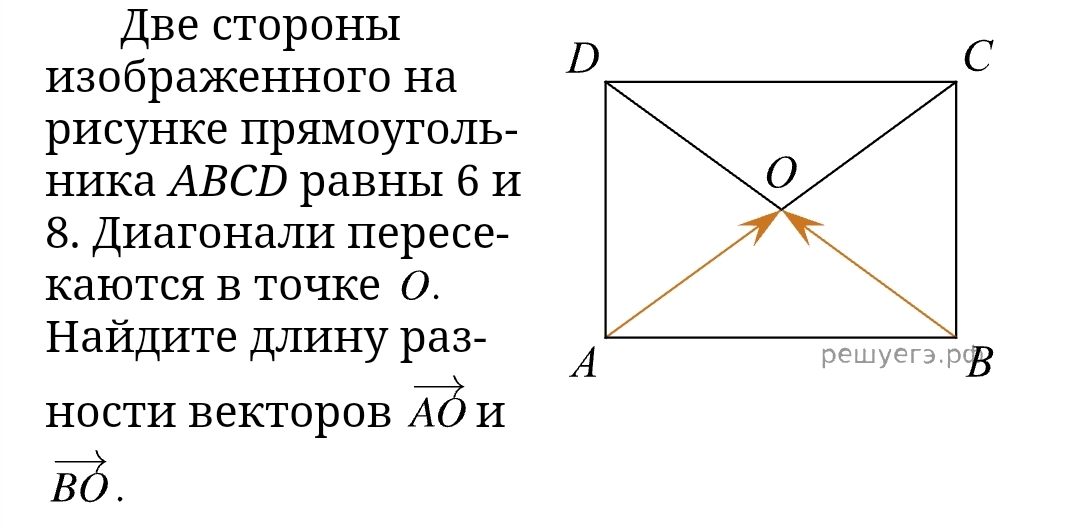 Две стороны
изображенного на
рисунке прямоуголь-
ника ABCD равны 6 и
8. Диагонали пересе-
каются в точке O.
Найдите длину раз-
ности векторов AO и
BO.
D
C
O
A
решуегэ.рф
B